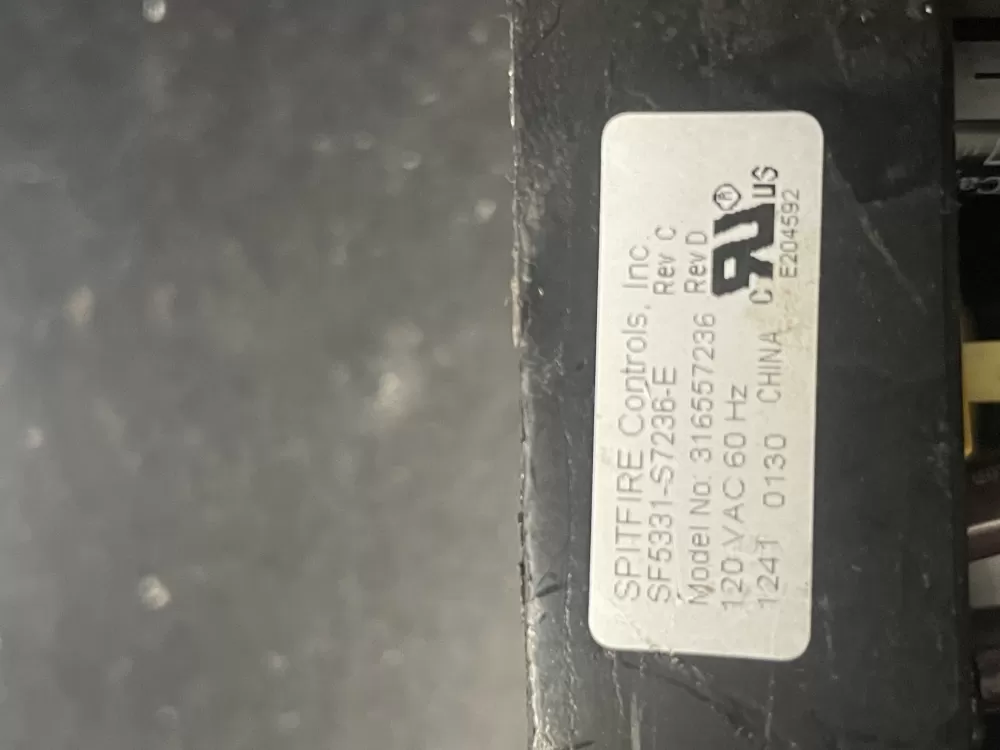 SPITFIRE Controls, Inc.
SF5331-S7236-E Rev C
Model No: 316557236 Rev D
120 VAC 60 Hz
1241 0130 CHINA
C RU ® US
E204592